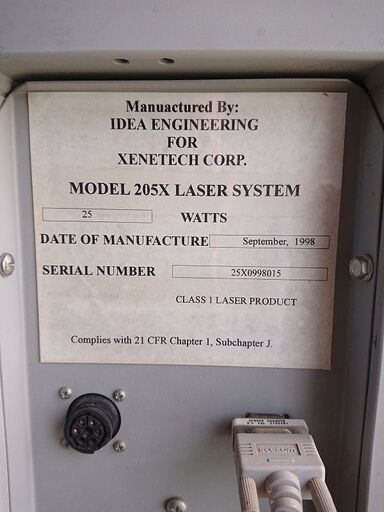 Manuactured By:
IDEA ENGINEERING
FOR
XENETECH CORP.
MODEL 205X LASER SYSTEM
25 WATTS
DATE OF MANUFACTURE September, 1998
SERIAL NUMBER 25X0998015
CLASS 1 LASER PRODUCT
Complies with 21 CFR Chapter 1, Subchapter J.